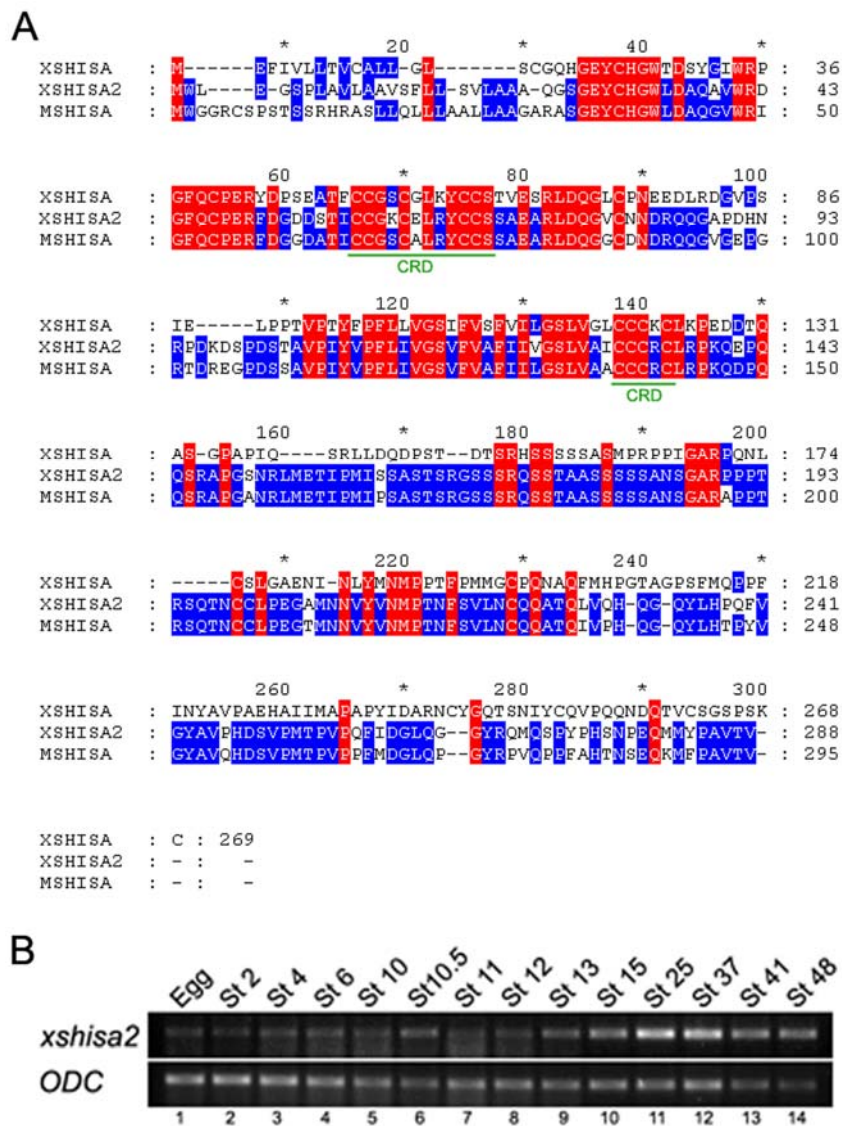 A
* 20 * 40 *
XSHISA : M------EFIVLLTVCALL-GL-------SCGQHGEYCHGWTDSYGIWRP : 36
XSHISA2 : MWL----E-GSPLAVLAAVSFLL-SVLAAA-QGSGEYCHGWLDAQAVWRD : 43
MSHISA : MWGGRCSPSTSSRHRASLLQLLLAALLAAGARASGEYCHGWLDAQGVWRI : 50
60 * 80 * 100
XSHISA : GFQCPERYDPSEATFCCGSCGLKYCCSTVESRLDQGLCPNEEDLRDGVPS : 86
XSHISA2 : GFQCPERFDGDDSTICCGKCELRYCCSSAEARLDQGVCNNDRQQGAPDHN : 93
MSHISA : GFQCPERFDGGDATICCGSCALRYCCSSAEARLDQGGCDNDRQQGVGEPG : 100
CRD
* 120 * 140 *
XSHISA : IE-----LPPTVPTYFPFLLVGSIFVSFVILGSLVGLCCCKCLKPEDDTQ : 131
XSHISA2 : RPDKDSPDSTAVPIYVPFLIVGSVFVAFIIVGSLVAICCCRCLRPKQEPQ : 143
MSHISA : RTDREGPDSSAVPIYVPFLIVGSVFVAFIILGSLVAACCCRCLRPKQDPQ : 150
CRD
160 * 180 * 200
XSHISA : AS-GPAPIQ----SRLLDQDPST--DTSRHSSSSSASMPRPPIGARPQNL : 174
XSHISA2 : QSRAPGSNRLMETIPMISSASTSRGSSSRQSSTAASSSSSANSGARPPPT : 193
MSHISA : QSRAPGANRLMETIPMIPSASTSRGSSSRQSSTAASSSSSANSGARAPPT : 200
* 220 * 240 *
XSHISA : -----CSLGAENI-NLYMNMPPTFPMMGCPQNAQFMHPGTAGPSFMQPPF : 218
XSHISA2 : RSQTNCCLPEGAMNNVYVNMPTNFSVLNCQQATQLVQH-QG-QYLHPQFV : 241
MSHISA : RSQTNCCLPEGTMNNVYVNMPTNFSVLNCQQATQIVPH-QG-QYLHTPYV : 248
260 * 280 * 300
XSHISA : INYAVPAEHAIIMAPAPYIDARNCYGQTSNIYCQVPQQNDQTVCSGSPSK : 268
XSHISA2 : GYAVPHDSVPMTPVPQFIDGLQG--GYRQMQSPYPHSNPEQMMYPAVTV- : 288
MSHISA : GYAVQHDSVPMTPVPPFMDGLQP--GYRPVQPPFAHTNSEQKMFPAVTV- : 295
XSHISA : C : 269
XSHISA2 : - : -
MSHISA : - : -
B
Egg St 2 St 4 St 6 St 10 St10.5 St 11 St 12 St 13 St 15 St 25 St 37 St 41 St 48
xshisa2
ODC
1 2 3 4 5 6 7 8 9 10 11 12 13 14